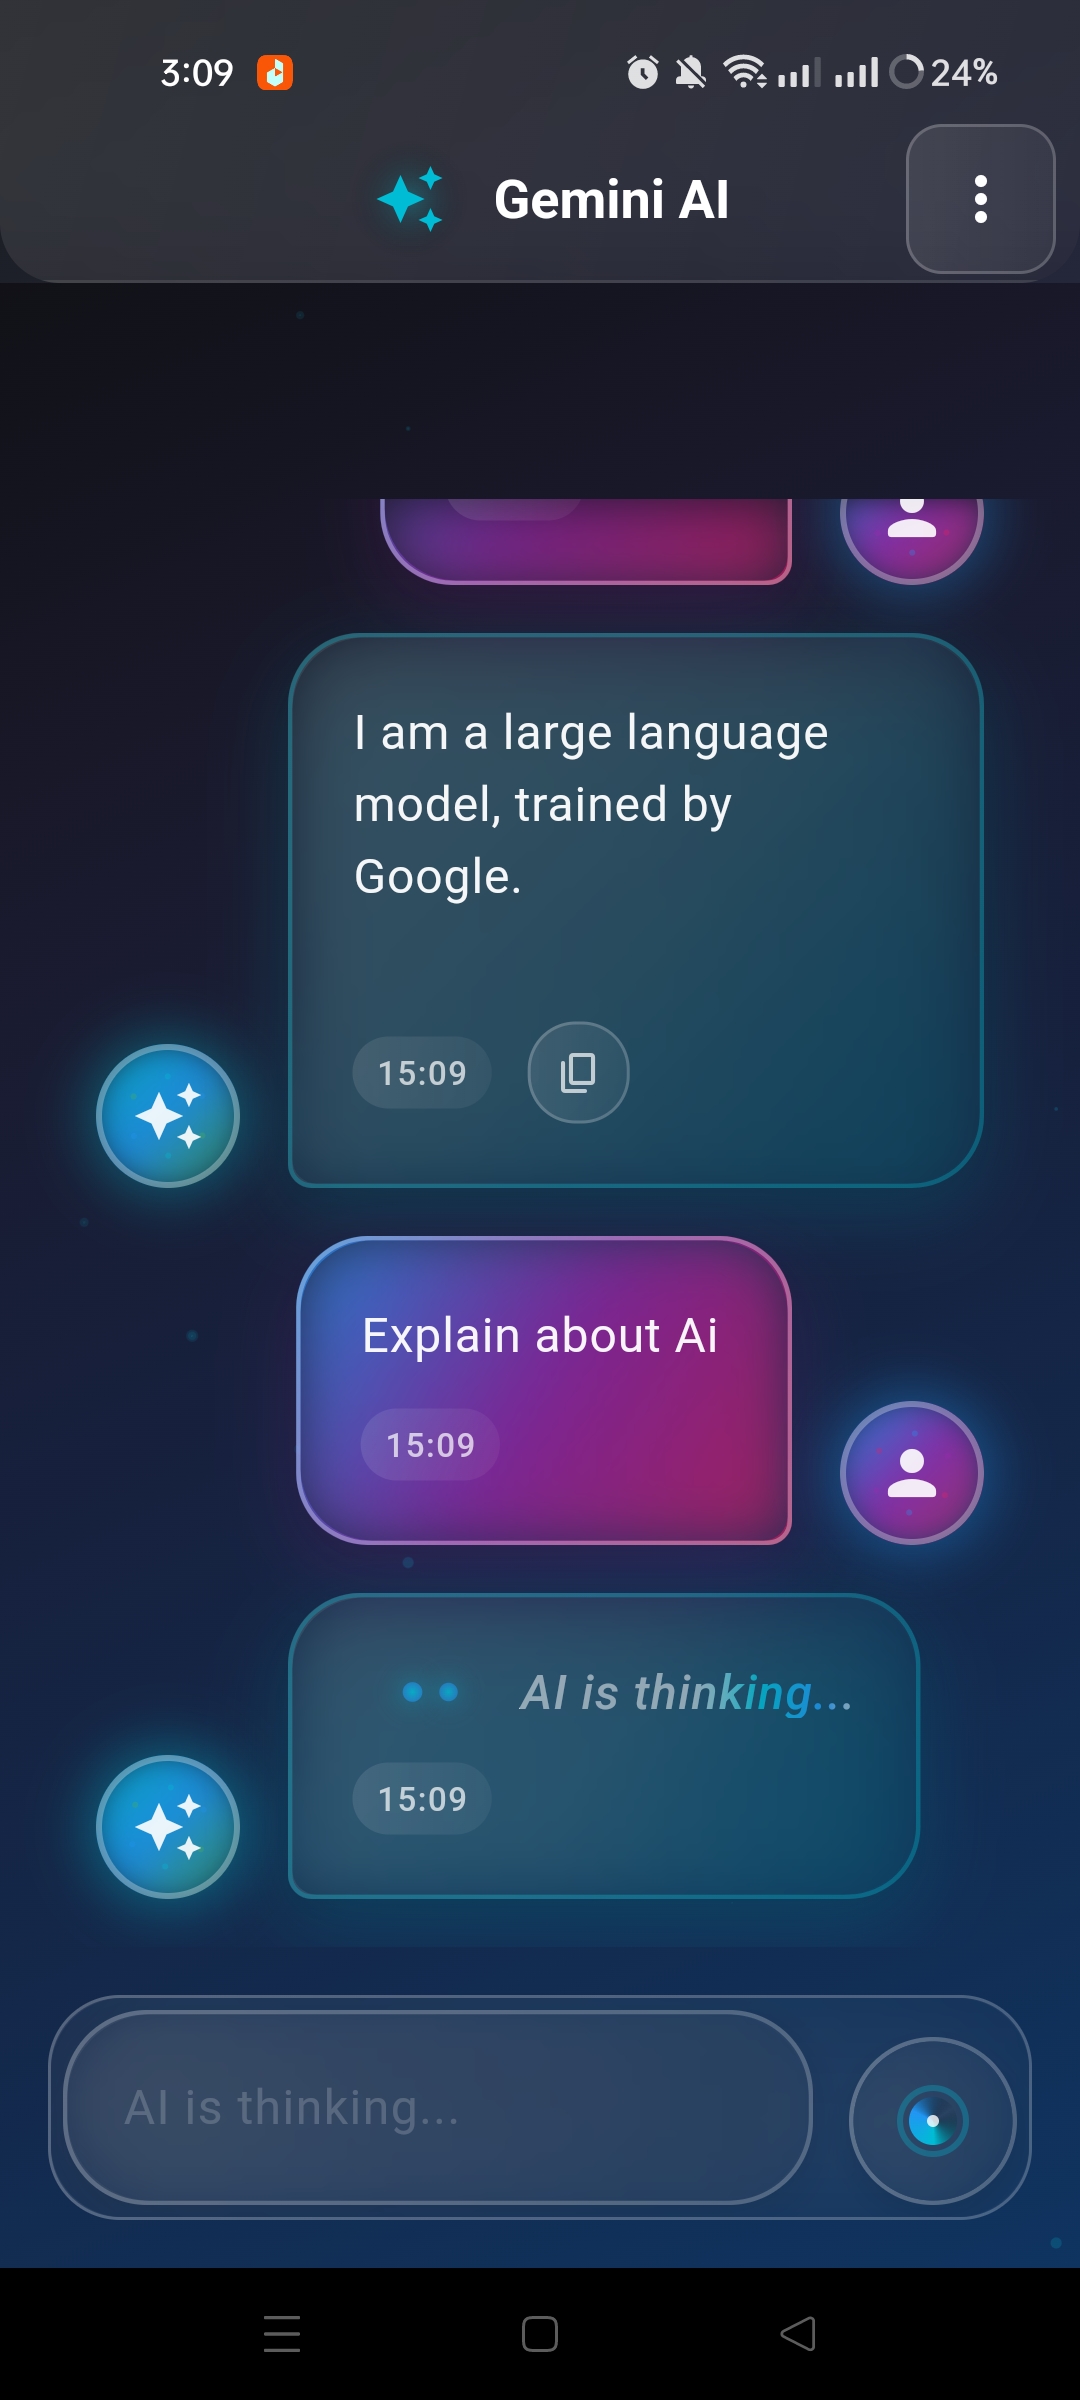 3:09
24%
Gemini AI
I am a large language
model, trained by
Google.
15:09
Explain about Ai
15:09
AI is thinking...
15:09
AI is thinking...